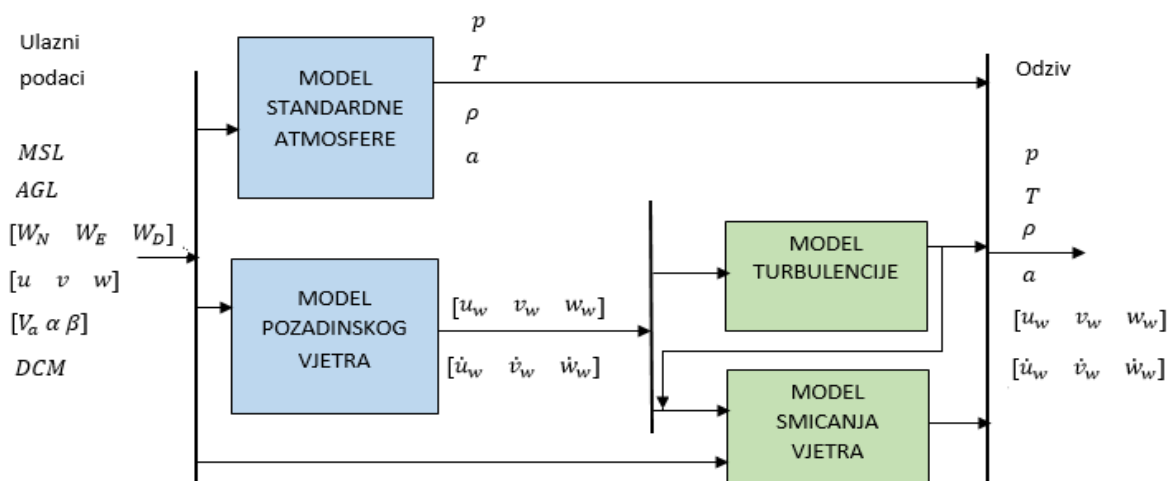 Ulazni
podaci
MSL
AGL
[W_N W_E W_D]
[u v w]
[V_a α β]
DCM
MODEL
STANDARDNE
ATMOSFERE
p
T
ρ
a
MODEL
POZADINSKOG
VJETRA
[u_w v_w w_w]
[u̇_w v̇_w ẇ_w]
MODEL
TURBULENCIJE
MODEL
SMICANJA
VJETRA
Odziv
p
T
ρ
a
[u_w v_w w_w]
[u̇_w v̇_w ẇ_w]